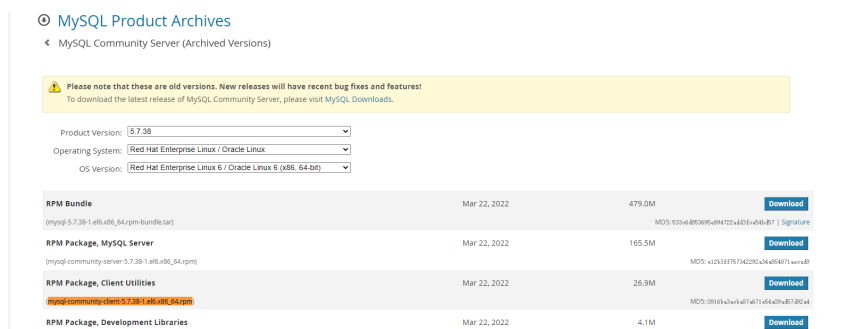 MySQL Product Archives
MySQL Community Server (Archived Versions)
Please note that these are old versions. New releases will have recent bug fixes and features!
To download the latest release of MySQL Community Server, please visit MySQL Downloads.
Product Version: 5.7.38
Operating System: Red Hat Enterprise Linux / Oracle Linux
OS Version: Red Hat Enterprise Linux 6 / Oracle Linux 6 (x86, 64-bit)
RPM Bundle Mar 22, 2022 479.0M Download
(mysql-5.7.38-1.el6.x86_64.rpm-bundle.tar) MD5: | Signature
RPM Package, MySQL Server Mar 22, 2022 165.5M Download
(mysql-community-server-5.7.38-1.el6.x86_64.rpm) MD5:
RPM Package, Client Utilities Mar 22, 2022 26.9M Download
(mysql-community-client-5.7.38-1.el6.x86_64.rpm) MD5:
RPM Package, Development Libraries Mar 22, 2022 4.1M Download